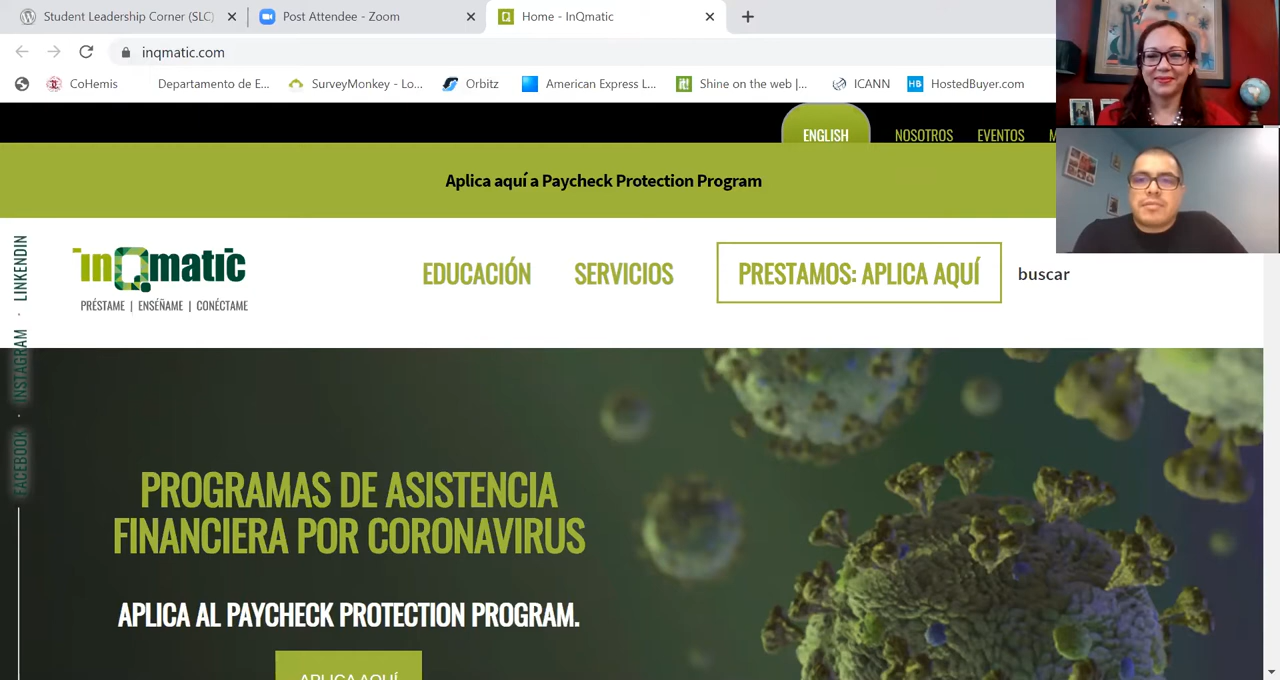 Student Leadership Corner (SLC)
Post Attendee - Zoom
Home - InQmatic
inqmatic.com
CoHemis
Departamento de E...
SurveyMonkey - Lo...
Orbitz
American Express L...
Shine on the web |...
ICANN
HostedBuyer.com
ENGLISH
NOSOTROS
EVENTOS
Aplica aquí a Paycheck Protection Program
inQmatic
PRÉSTAME | ENSÉÑAME | CONÉCTAME
EDUCACIÓN
SERVICIOS
PRESTAMOS: APLICA AQUÍ
buscar
FACEBOOK · INSTAGRAM · LINKENDIN
PROGRAMAS DE ASISTENCIA
FINANCIERA POR CORONAVIRUS
APLICA AL PAYCHECK PROTECTION PROGRAM.
APLICA AQUÍ